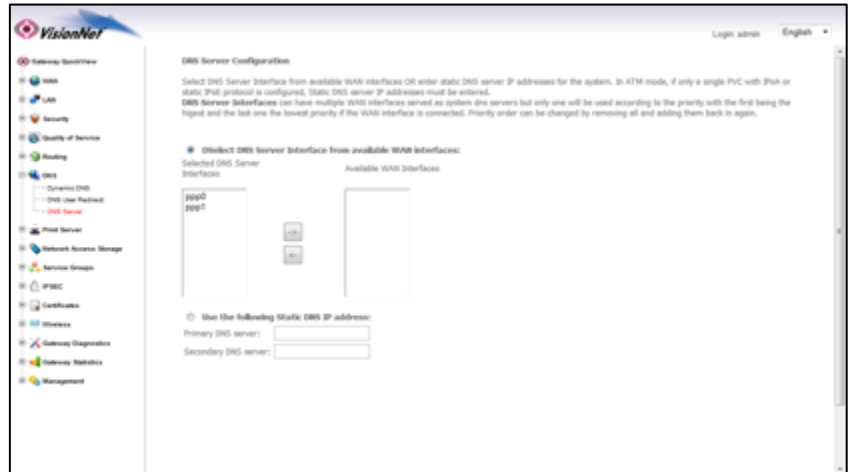 VisionNet
Login: admin
English
Gateway QuickView
WAN
LAN
Security
Quality of Service
Routing
DNS
Dynamic DNS
DNS User Redirect
DNS Server
Print Server
Network Access Storage
Service Groups
IPSEC
Certificates
Wireless
Gateway Diagnostics
Gateway Statistics
Management
DNS Server Configuration
Select DNS Server Interface from available WAN interfaces OR enter static DNS server IP addresses for the system. In ATM mode, if only a single PVC with IPoA or
static IPoE protocol is configured, Static DNS server IP addresses must be entered.
DNS Server Interfaces can have multiple WAN interfaces served as system dns servers but only one will be used according to the priority with the first being the
higest and the last one the lowest priority if the WAN interface is connected. Priority order can be changed by removing all and adding them back in again.
DSelect DNS Server Interface from available WAN interfaces:
Selected DNS Server
Interfaces
Available WAN Interfaces
ppp0
ppp1
->
<-
Use the following Static DNS IP address:
Primary DNS server:
Secondary DNS server: